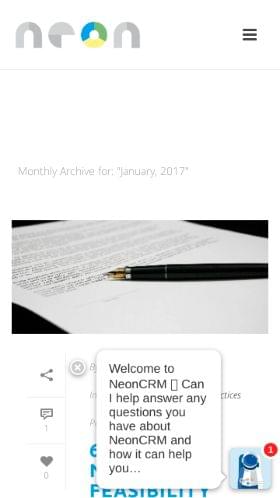 neon
Monthly Archive for: "January, 2017"
By
In
ctices
1
P
0
Welcome to
NeonCRM ▯ Can
I help answer any
questions you
have about
NeonCRM and
how it can help
you...
1
6
N
FEASIBILITY